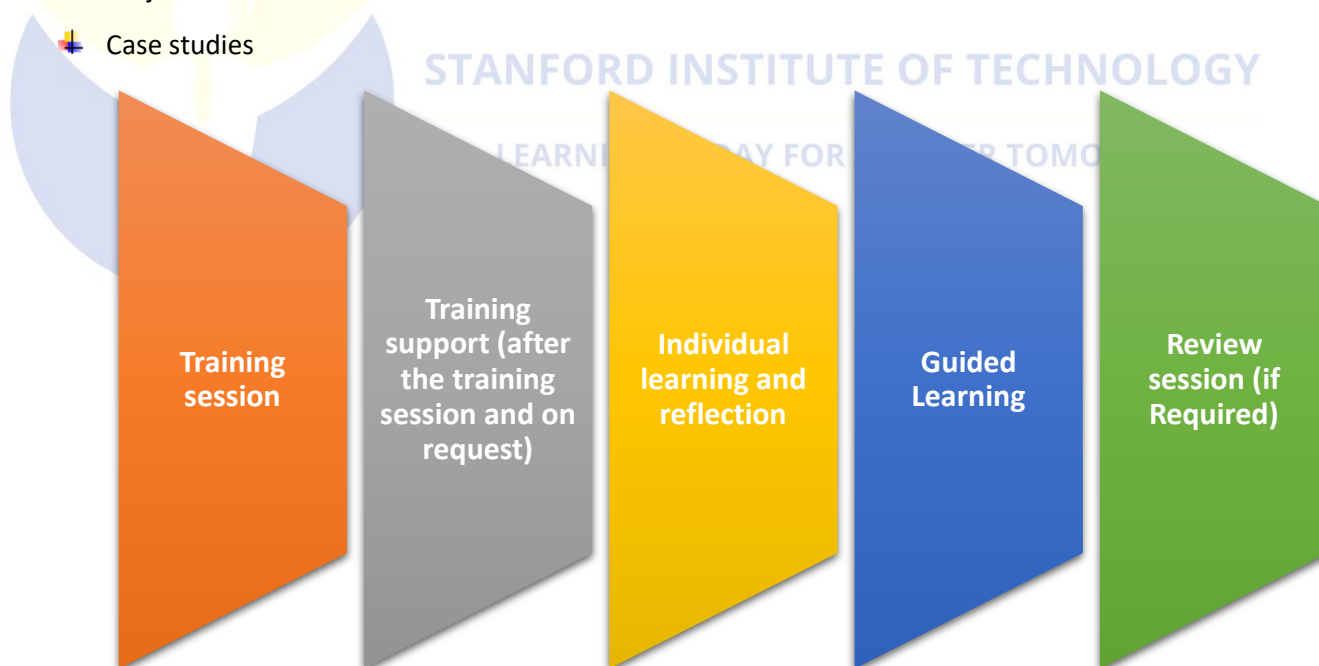 Case studies
STANFORD INSTITUTE OF TECHNOLOGY
FOR
Training
session
Training
support (after
the training
session and on
request)
Individual
learning and
reflection
Guided
Learning
Review
session (if
Required)